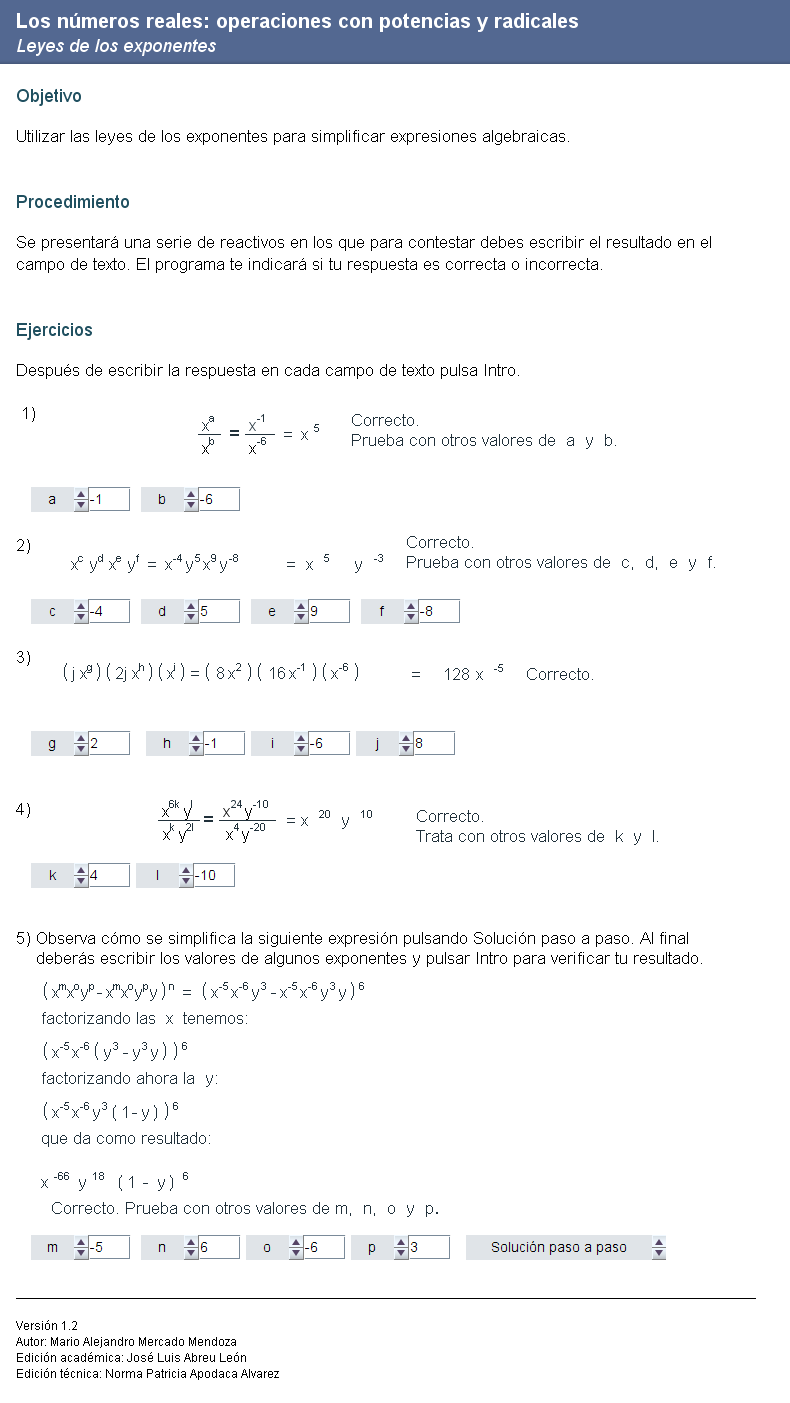 Los números reales: operaciones con potencias y radicales
Leyes de los exponentes
Objetivo
Utilizar las leyes de los exponentes para simplificar expresiones algebraicas.
Procedimiento
Se presentará una serie de reactivos en los que para contestar debes escribir el resultado en el
campo de texto. El programa te indicará si tu respuesta es correcta o incorrecta.
Ejercicios
Después de escribir la respuesta en cada campo de texto pulsa Intro.
1) x^a / x^b = x^-1 / x^-6 = x^5 Correcto.
Prueba con otros valores de a y b.
a -1 b -6
2) x^c y^d x^e y^f = x^-4 y^5 x^9 y^-8 = x^5 y^-3 Correcto.
Prueba con otros valores de c, d, e y f.
c -4 d 5 e 9 f -8
3) (j x^g)(2j x^h)(x^i) = (8x^2)(16x^-1)(x^-6) = 128 x^-5 Correcto.
g 2 h -1 i -6 j 8
4) x^6k y^l / x^k y^2l = x^24 y^-10 / x^4 y^-20 = x^20 y^10 Correcto.
Trata con otros valores de k y l.
k 4 l -10
5) Observa cómo se simplifica la siguiente expresión pulsando Solución paso a paso. Al final
deberás escribir los valores de algunos exponentes y pulsar Intro para verificar tu resultado.
(x^m x^o y^p - x^m x^o y^p y)^n = (x^-5 x^-6 y^3 - x^-5 x^-6 y^3 y)^6
factorizando las x tenemos:
(x^-5 x^-6 (y^3 - y^3 y))^6
factorizando ahora la y:
(x^-5 x^-6 y^3 (1 - y))^6
que da como resultado:
x^-66 y^18 (1 - y)^6
Correcto. Prueba con otros valores de m, n, o y p.
m -5 n 6 o -6 p 3 Solución paso a paso
Versión 1.2
Autor: Mario Alejandro Mercado Mendoza
Edición académica: José Luis Abreu León
Edición técnica: Norma Patricia Apodaca Alvarez